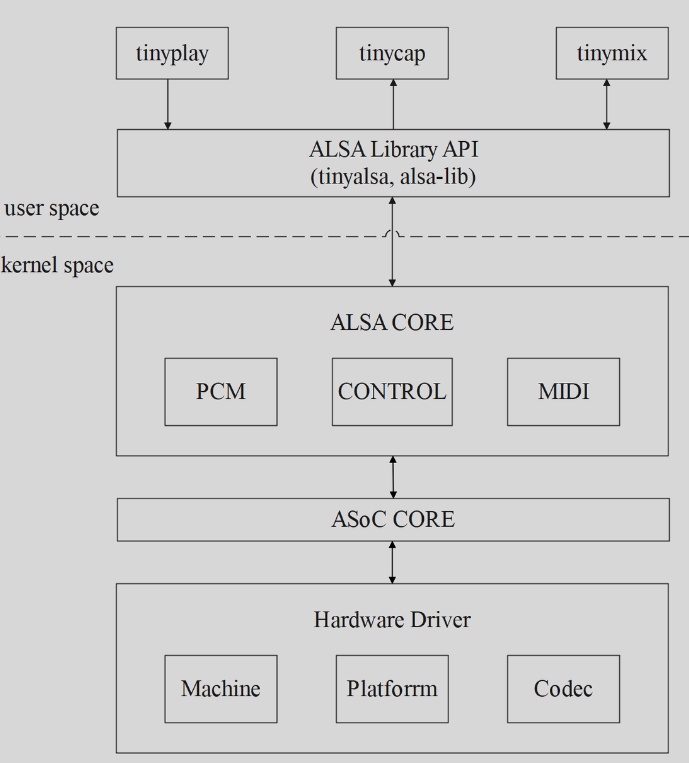 tinyplay
tinycap
tinymix
ALSA Library API
(tinyalsa, alsa-lib)
user space
kernel space
ALSA CORE
PCM
CONTROL
MIDI
ASoC CORE
Hardware Driver
Machine
Platforrm
Codec